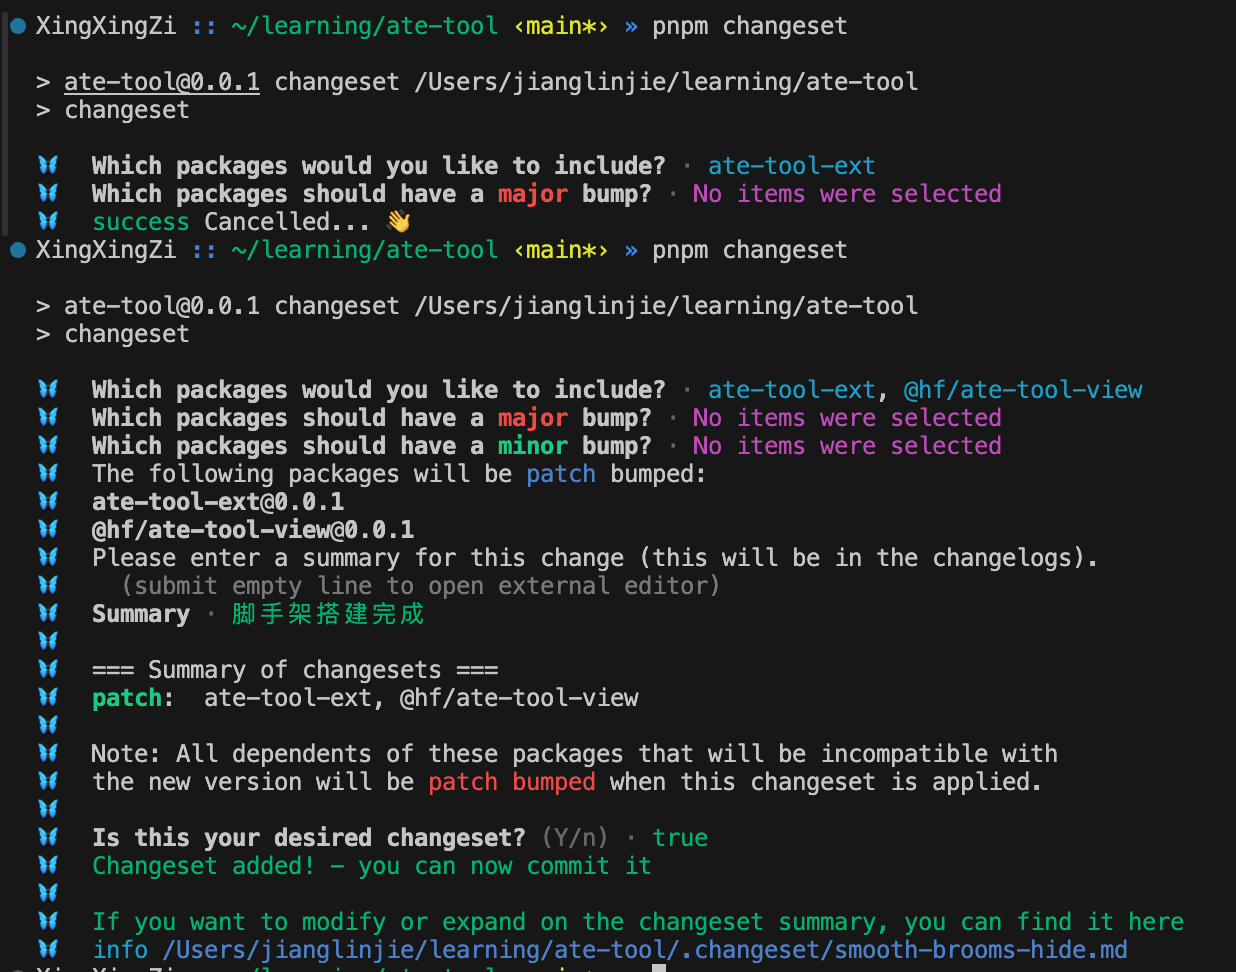 XingXingZi :: ~/learning/ate-tool ‹main*› » pnpm changeset
> ate-tool@0.0.1 changeset /Users/jianglinjie/learning/ate-tool
> changeset
🦋  Which packages would you like to include? · ate-tool-ext
🦋  Which packages should have a major bump? · No items were selected
🦋  success Cancelled... 👋
XingXingZi :: ~/learning/ate-tool ‹main*› » pnpm changeset
> ate-tool@0.0.1 changeset /Users/jianglinjie/learning/ate-tool
> changeset
🦋  Which packages would you like to include? · ate-tool-ext, @hf/ate-tool-view
🦋  Which packages should have a major bump? · No items were selected
🦋  Which packages should have a minor bump? · No items were selected
🦋  The following packages will be patch bumped:
🦋  ate-tool-ext@0.0.1
🦋  @hf/ate-tool-view@0.0.1
🦋  Please enter a summary for this change (this will be in the changelogs).
🦋    (submit empty line to open external editor)
🦋  Summary · 脚手架搭建完成
🦋
🦋  === Summary of changesets ===
🦋  patch:  ate-tool-ext, @hf/ate-tool-view
🦋
🦋  Note: All dependents of these packages that will be incompatible with
🦋  the new version will be patch bumped when this changeset is applied.
🦋
🦋  Is this your desired changeset? (Y/n) · true
🦋  Changeset added! - you can now commit it
🦋
🦋  If you want to modify or expand on the changeset summary, you can find it here
🦋  info /Users/jianglinjie/learning/ate-tool/.changeset/smooth-brooms-hide.md